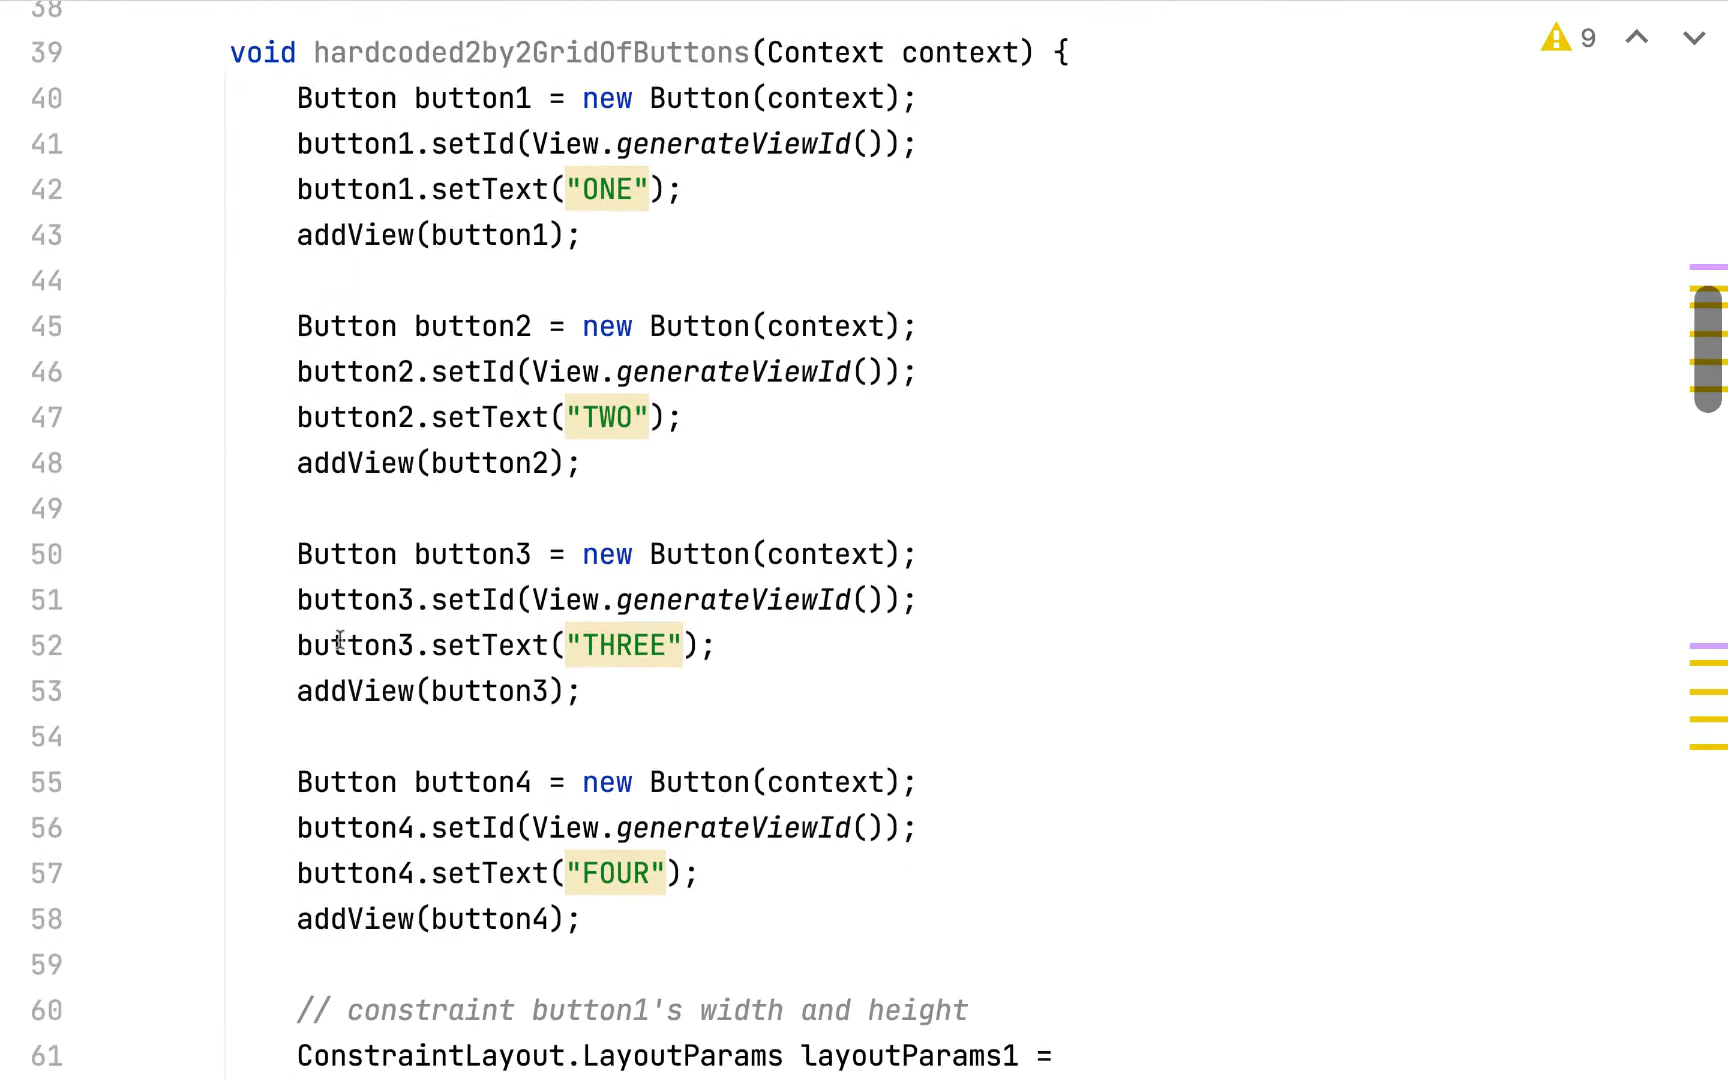 38
39 void hardcoded2by2GridOfButtons(Context context) {
9
40 Button button1 = new Button(context);
41 button1.setId(View.generateViewId());
42 button1.setText("ONE");
43 addView(button1);
44
45 Button button2 = new Button(context);
46 button2.setId(View.generateViewId());
47 button2.setText("TWO");
48 addView(button2);
49
50 Button button3 = new Button(context);
51 button3.setId(View.generateViewId());
52 button3.setText("THREE");
53 addView(button3);
54
55 Button button4 = new Button(context);
56 button4.setId(View.generateViewId());
57 button4.setText("FOUR");
58 addView(button4);
59
60 // constraint button1's width and height
61 ConstraintLayout.LayoutParams layoutParams1 =